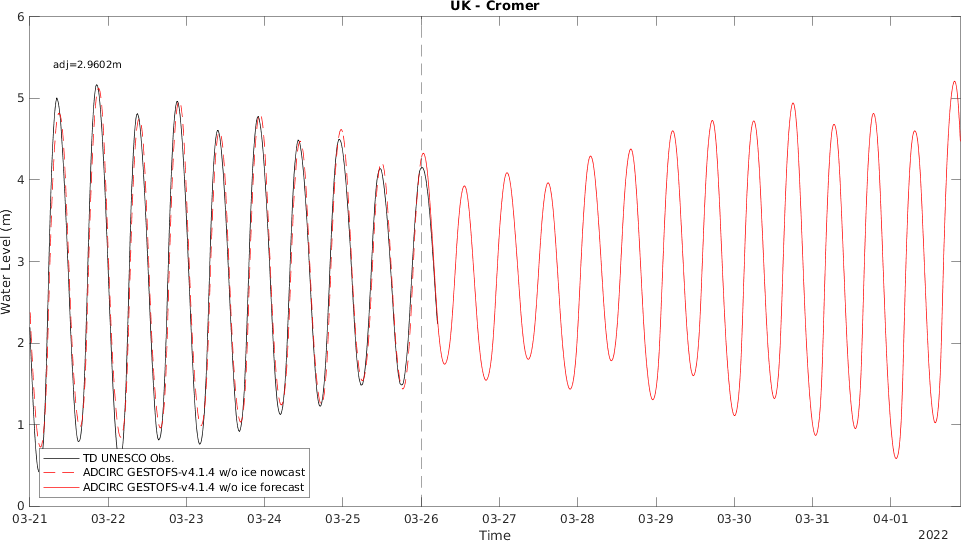 UK - Cromer
6
adj=2.9602m
5
4
3
2
1
0
Water Level (m)
TD UNESCO Obs.
ADCIRC GESTOFS-v4.1.4 w/o ice nowcast
ADCIRC GESTOFS-v4.1.4 w/o ice forecast
03-21 03-22 03-23 03-24 03-25 03-26 03-27 03-28 03-29 03-30 03-31 04-01
Time
2022